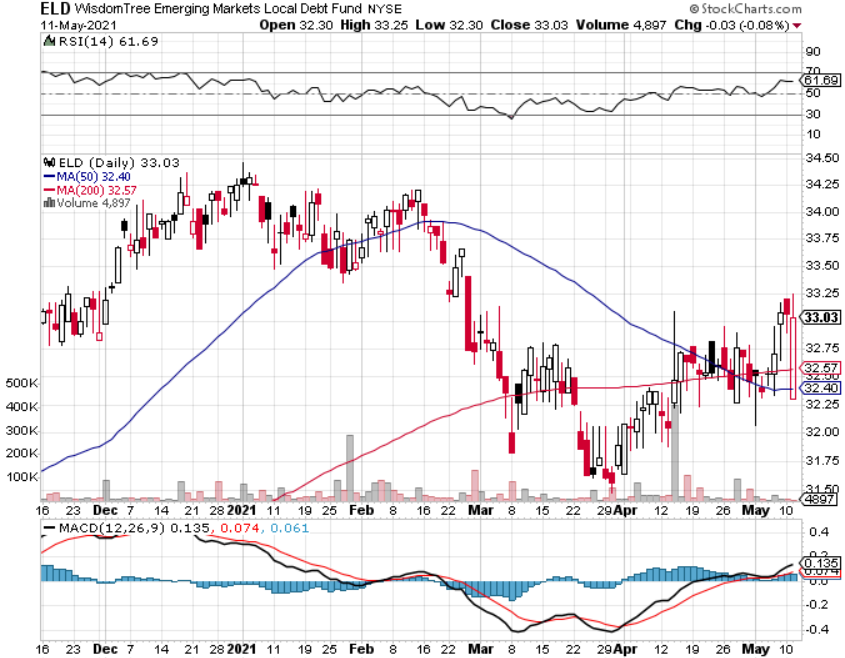 ELD WisdomTree Emerging Markets Local Debt Fund NYSE © StockCharts.com
11-May-2021 Open 32.30 High 33.25 Low 32.30 Close 33.03 Volume 4,897 Chg -0.03 (-0.08%)
RSI(14) 61.69
90
70
61.69
50
30
10
ELD (Daily) 33.03
MA(50) 32.40
MA(200) 32.57
Volume 4,897
34.50
34.25
34.00
33.75
33.50
33.25
33.03
32.75
32.57
32.50
32.40
32.25
32.00
31.75
31.50
4897
500K
400K
300K
200K
100K
16 23 Dec 7 14 21 28 2021 11 19 25 Feb 8 16 22 Mar 8 15 22 29 Apr 12 19 26 May 10
MACD(12,26,9) 0.135, 0.074, 0.061
0.4
0.2
0.135
0.074
0.0
-0.2
-0.4
16 23 Dec 7 14 21 28 2021 11 19 25 Feb 8 16 22 Mar 8 15 22 29 Apr 12 19 26 May 10